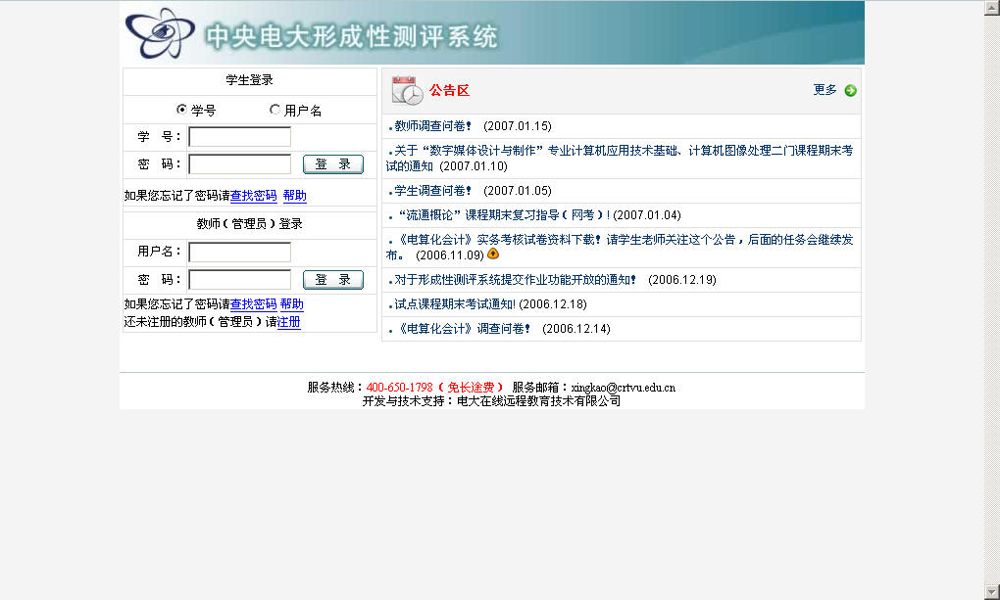 中央电大形成性测评系统
学生登录
学号 用户名
学 号：
密 码： 登 录
如果您忘记了密码请查找密码 帮助
教师（管理员）登录
用户名：
密 码： 登 录
如果您忘记了密码请查找密码 帮助
还未注册的教师（管理员）请注册
公告区 更多
教师调查问卷！ (2007.01.15)
关于“数字媒体设计与制作”专业计算机应用技术基础、计算机图像处理二门课程期末考
试的通知 (2007.01.10)
学生调查问卷！ (2007.01.05)
“流通概论”课程期末复习指导（网考）! (2007.01.04)
《电算化会计》实务考核试卷资料下载！请学生老师关注这个公告，后面的任务会继续发
布。 (2006.11.09)
对于形成性测评系统提交作业功能开放的通知！ (2006.12.19)
试点课程期末考试通知! (2006.12.18)
《电算化会计》调查问卷！ (2006.12.14)
服务热线：400-650-1798（免长途费） 服务邮箱：xingkao@crtvu.edu.cn
开发与技术支持：电大在线远程教育技术有限公司